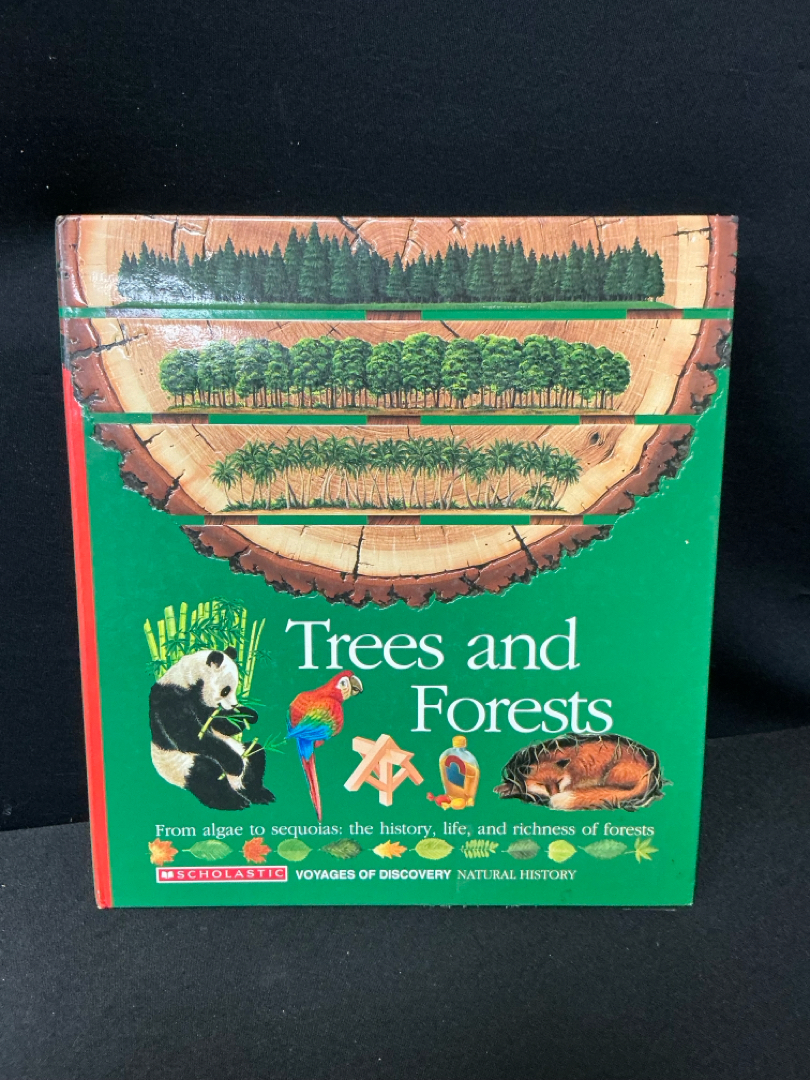 Trees and
Forests
From algae to sequoias: the history, life, and richness of forests
SCHOLASTIC VOYAGES OF DISCOVERY NATURAL HISTORY